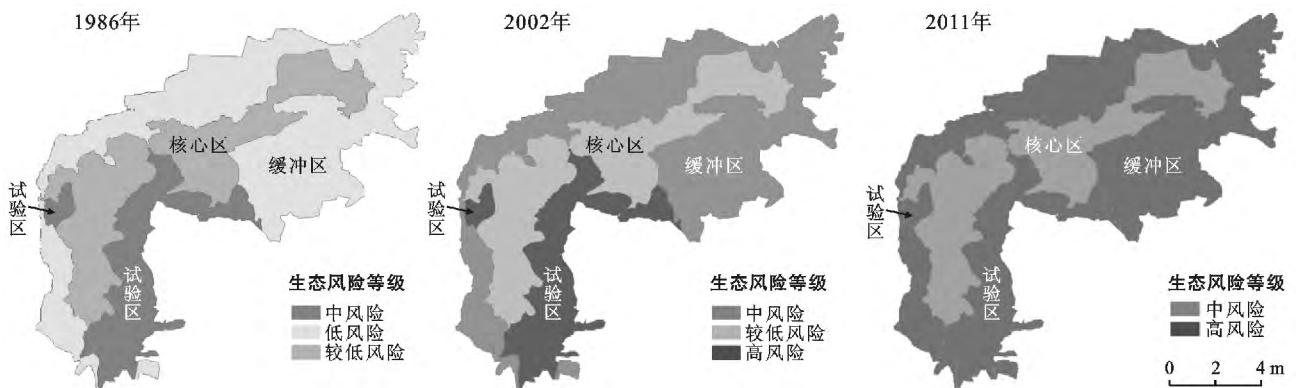 1986年
核心区
缓冲区
试验区
试验区
生态风险等级
中风险
低风险
较低风险
2002年
核心区
缓冲区
试验区
试验区
生态风险等级
中风险
较低风险
高风险
2011年
核心区
缓冲区
试验区
试验区
生态风险等级
中风险
高风险
0 2 4 m